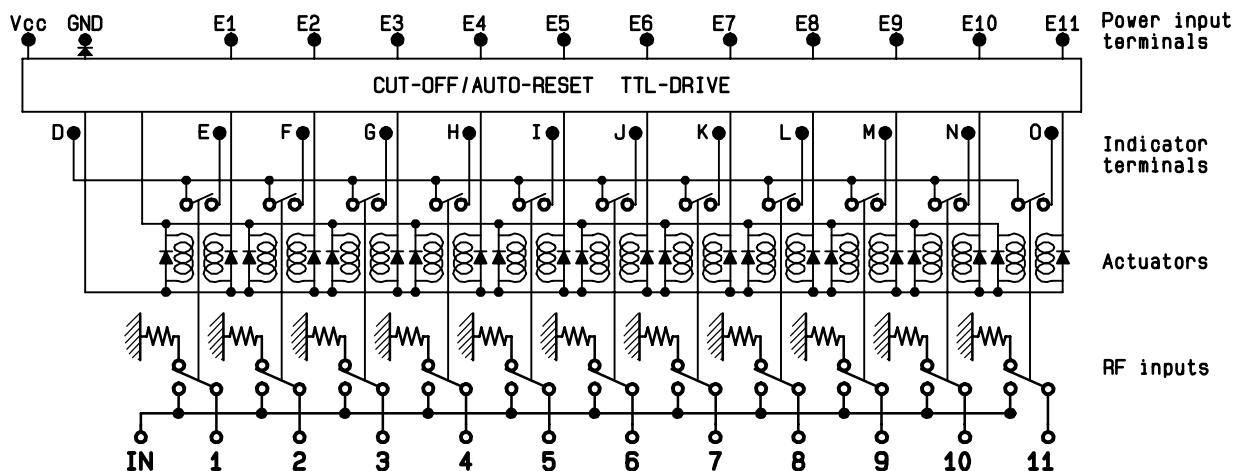 Vcc GND E1 E2 E3 E4 E5 E6 E7 E8 E9 E10 E11 Power input
terminals
CUT-OFF/AUTO-RESET TTL-DRIVE
D E F G H I J K L M N O Indicator
terminals
Actuators
RF inputs
IN 1 2 3 4 5 6 7 8 9 10 11